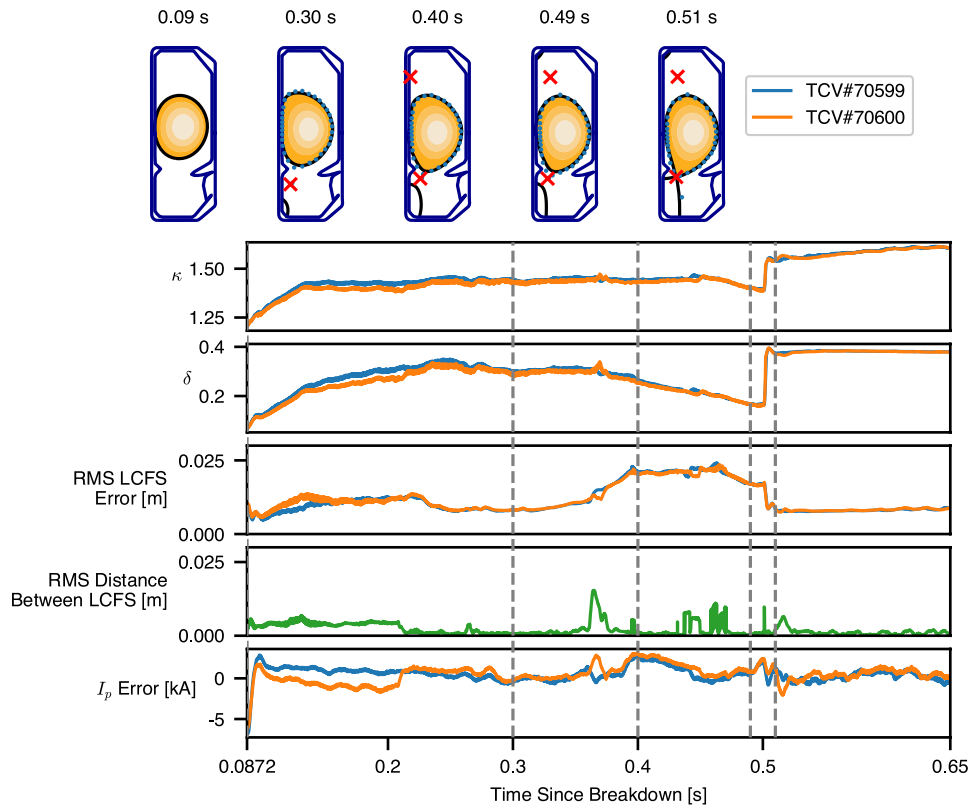 0.09 s 0.30 s 0.40 s 0.49 s 0.51 s
TCV#70599
TCV#70600
κ
1.50
1.25
δ
0.4
0.2
RMS LCFS
Error [m]
0.025
0.000
RMS Distance
Between LCFS [m]
0.025
0.000
I_p Error [kA]
0
-5
0.0872 0.2 0.3 0.4 0.5 0.65
Time Since Breakdown [s]